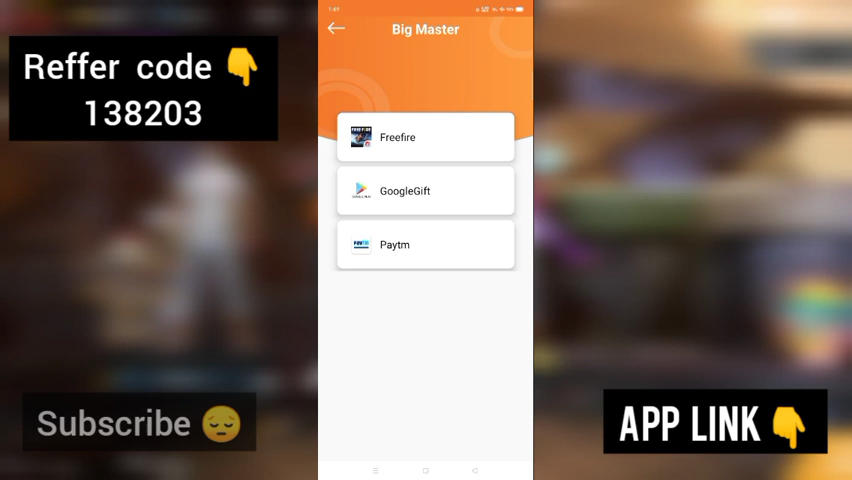 Reffer code 👇
138203
Big Master
Freefire
GoogleGift
Paytm
Subscribe 😔
APP LINK 👇